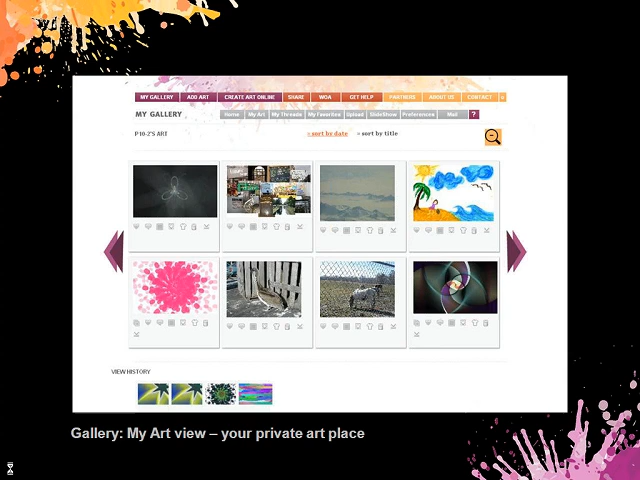 MY GALLERY ADD ART CREATE ART ONLINE SHARE WOA GET HELP PARTNERS ABOUT US CONTACT
MY GALLERY Home My Art My Threads My Favorites Upload SlideShow Preferences Mail ?
P10-2'S ART » sort by date » sort by title
VIEW HISTORY
Gallery: My Art view – your private art place